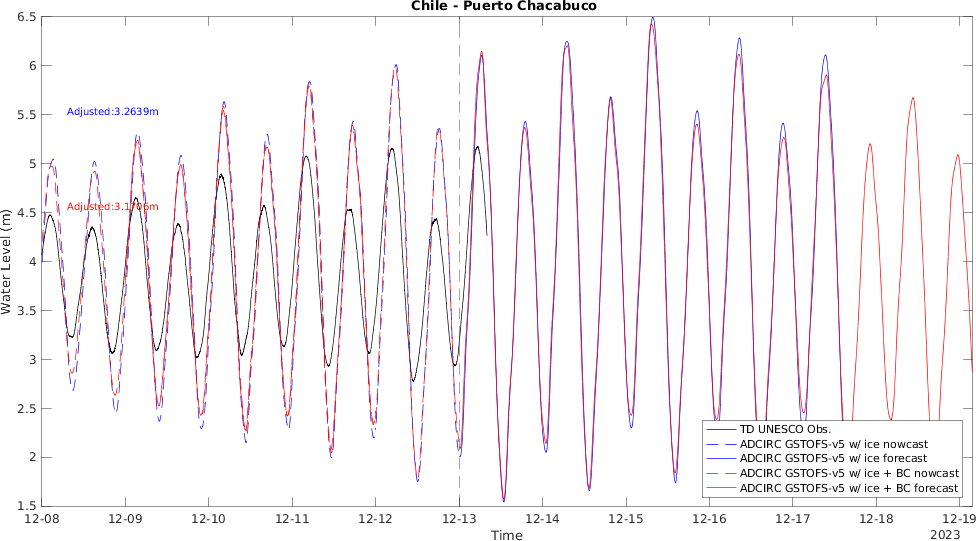 Chile - Puerto Chacabuco
Water Level (m)
6.5
6
5.5
5
4.5
4
3.5
3
2.5
2
1.5
Adjusted:3.2639m
Adjusted:3.1706m
TD UNESCO Obs.
ADCIRC GSTOFS-v5 w/ ice nowcast
ADCIRC GSTOFS-v5 w/ ice forecast
ADCIRC GSTOFS-v5 w/ ice + BC nowcast
ADCIRC GSTOFS-v5 w/ ice + BC forecast
12-08 12-09 12-10 12-11 12-12 12-13 12-14 12-15 12-16 12-17 12-18 12-19
Time
2023